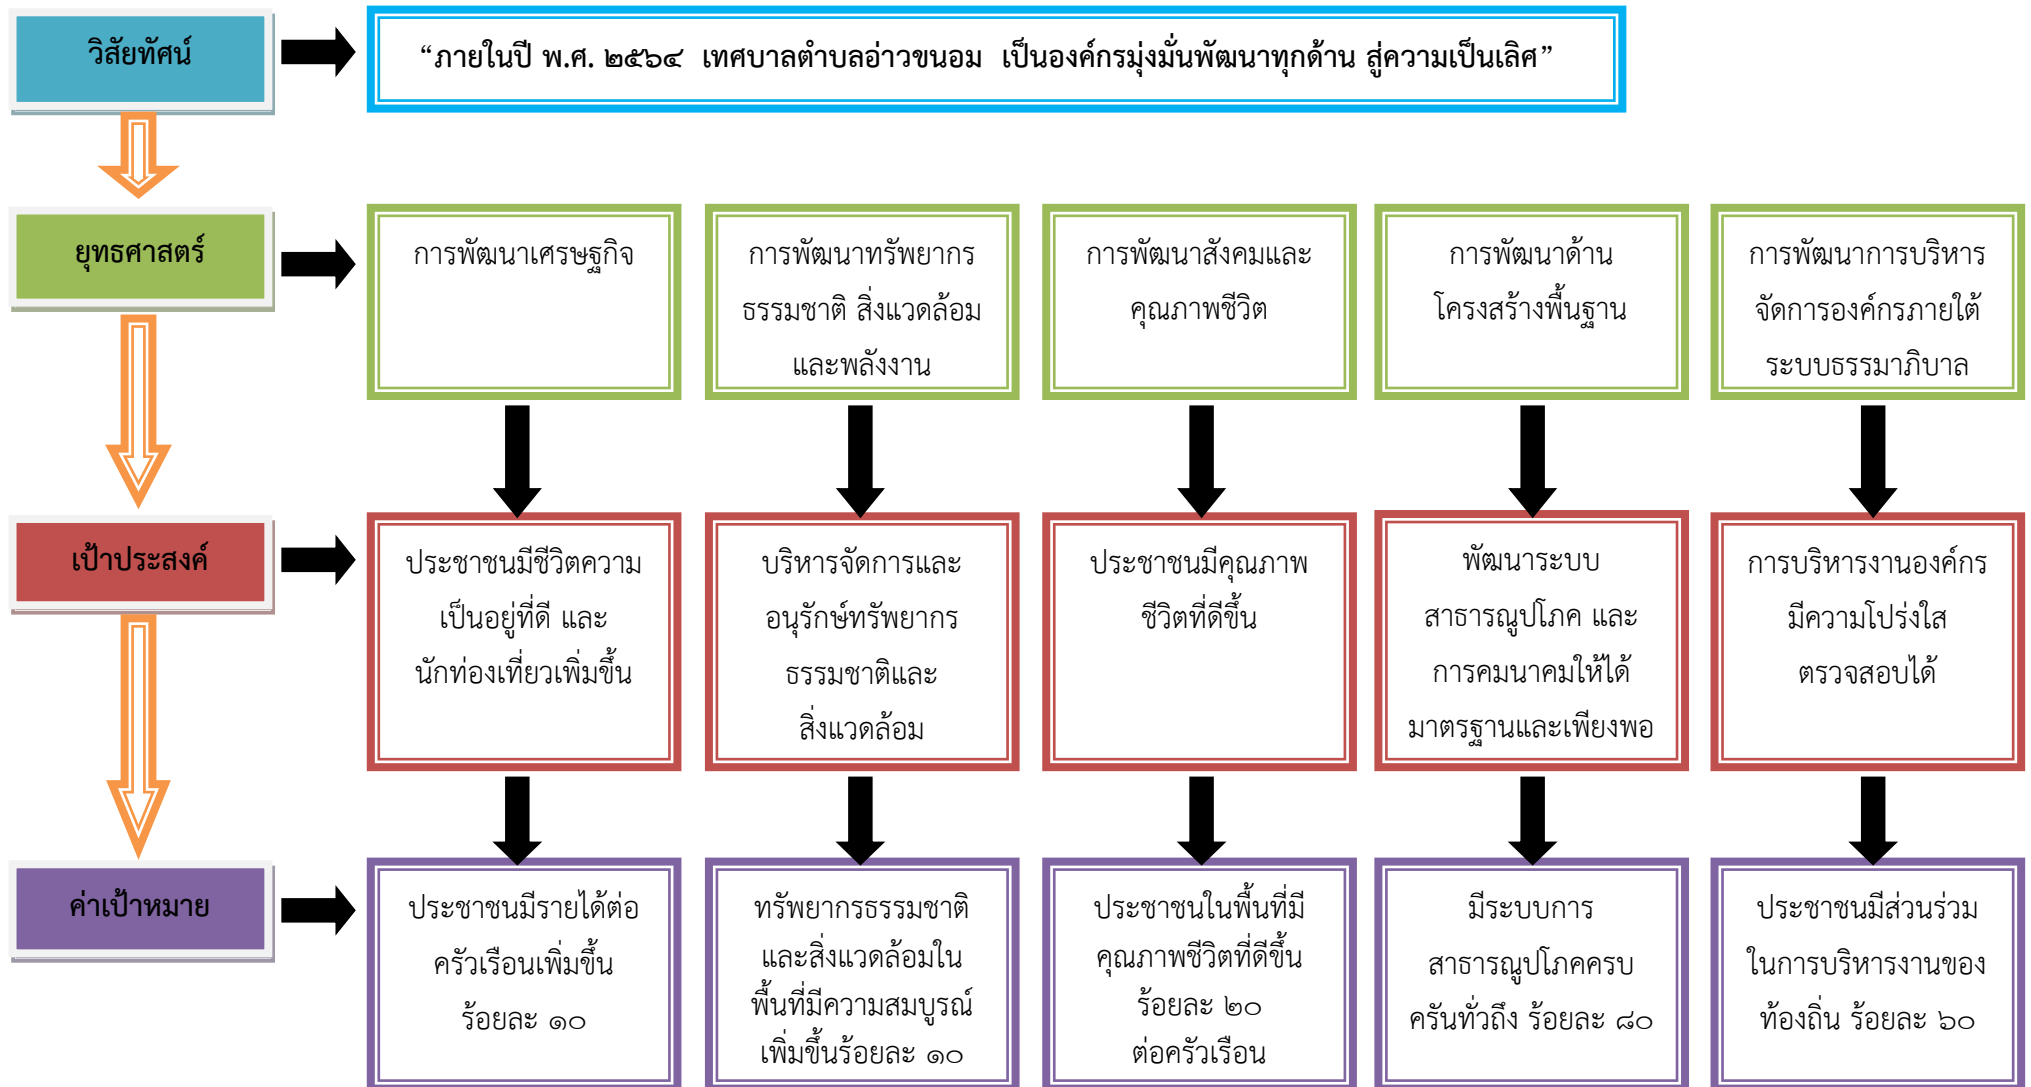 วิสัยทัศน์
“ภายในปี พ.ศ. ๒๕๖๔ เทศบาลตำบลอ่าวขนอม เป็นองค์กรมุ่งมั่นพัฒนาทุกด้าน สู่ความเป็นเลิศ”
ยุทธศาสตร์
การพัฒนาเศรษฐกิจ
การพัฒนาทรัพยากร
ธรรมชาติ สิ่งแวดล้อม
และพลังงาน
การพัฒนาสังคมและ
คุณภาพชีวิต
การพัฒนาด้าน
โครงสร้างพื้นฐาน
การพัฒนาการบริหาร
จัดการองค์กรภายใต้
ระบบธรรมาภิบาล
เป้าประสงค์
ประชาชนมีชีวิตความ
เป็นอยู่ที่ดี และ
นักท่องเที่ยวเพิ่มขึ้น
บริหารจัดการและ
อนุรักษ์ทรัพยากร
ธรรมชาติและ
สิ่งแวดล้อม
ประชาชนมีคุณภาพ
ชีวิตที่ดีขึ้น
พัฒนาระบบ
สาธารณูปโภค และ
การคมนาคมให้ได้
มาตรฐานและเพียงพอ
การบริหารงานองค์กร
มีความโปร่งใส
ตรวจสอบได้
ค่าเป้าหมาย
ประชาชนมีรายได้ต่อ
ครัวเรือนเพิ่มขึ้น
ร้อยละ ๑๐
ทรัพยากรธรรมชาติ
และสิ่งแวดล้อมใน
พื้นที่มีความสมบูรณ์
เพิ่มขึ้นร้อยละ ๑๐
ประชาชนในพื้นที่มี
คุณภาพชีวิตที่ดีขึ้น
ร้อยละ ๒๐
ต่อครัวเรือน
มีระบบการ
สาธารณูปโภคครบ
ครันทั่วถึง ร้อยละ ๘๐
ประชาชนมีส่วนร่วม
ในการบริหารงานของ
ท้องถิ่น ร้อยละ ๖๐